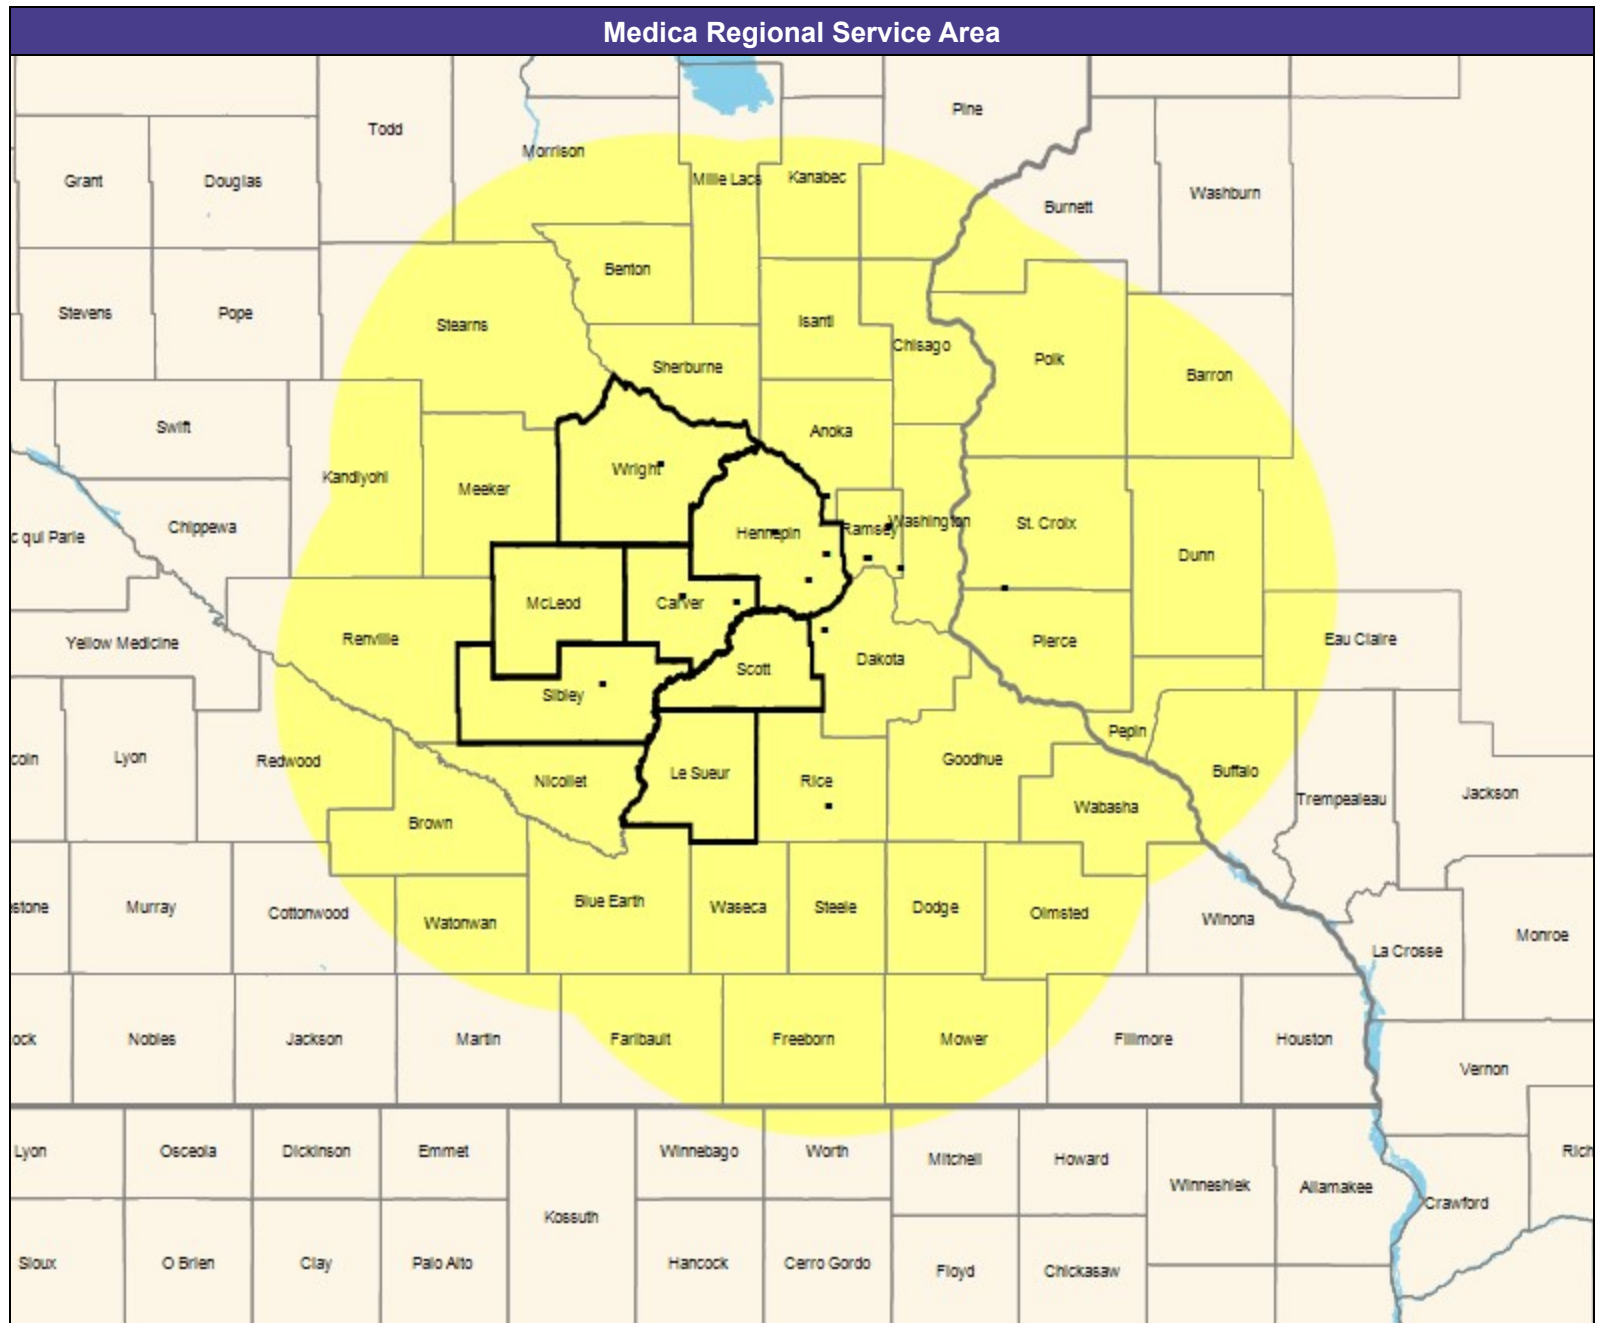 Medica Regional Service Area
Pine
Todd
Morrison
Grant
Douglas
Mille Lacs
Kanabec
Washburn
Burnett
Benton
Stevens
Pope
Stearns
Isanti
Chisago
Polk
Barron
Sherburne
Swift
Anoka
Wright
Kandiyohi
Meeker
Chippewa
c qui Parle
Hennepin
Ramsey
Washington
St. Croix
Dunn
McLeod
Carver
Yellow Medicine
Renville
Pierce
Eau Claire
Scott
Dakota
Sibley
Pepin
coln
Lyon
Redwood
Nicollet
Le Sueur
Rice
Goodhue
Buffalo
Trempealeau
Jackson
Brown
Wabasha
stone
Murray
Cottonwood
Watonwan
Blue Earth
Waseca
Steele
Dodge
Olmsted
Winona
La Crosse
Monroe
ock
Nobles
Jackson
Martin
Faribault
Freeborn
Mower
Fillmore
Houston
Vernon
Lyon
Osceola
Dickinson
Emmet
Winnebago
Worth
Mitchell
Howard
Winneshiek
Allamakee
Crawford
Rich
Kossuth
Sioux
O Brien
Clay
Palo Alto
Hancock
Cerro Gordo
Floyd
Chickasaw